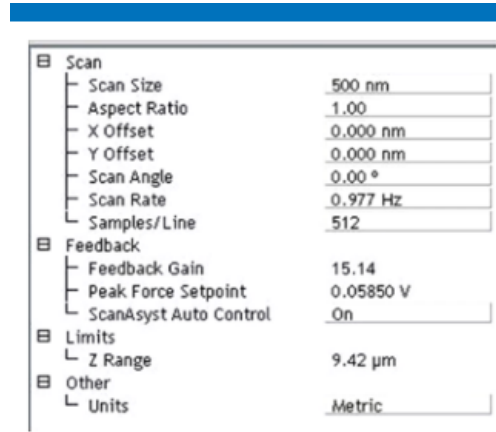 Scan
Scan Size 500 nm
Aspect Ratio 1.00
X Offset 0.000 nm
Y Offset 0.000 nm
Scan Angle 0.00 º
Scan Rate 0.977 Hz
Samples/Line 512
Feedback
Feedback Gain 15.14
Peak Force Setpoint 0.05850 V
ScanAsyst Auto Control On
Limits
Z Range 9.42 µm
Other
Units Metric